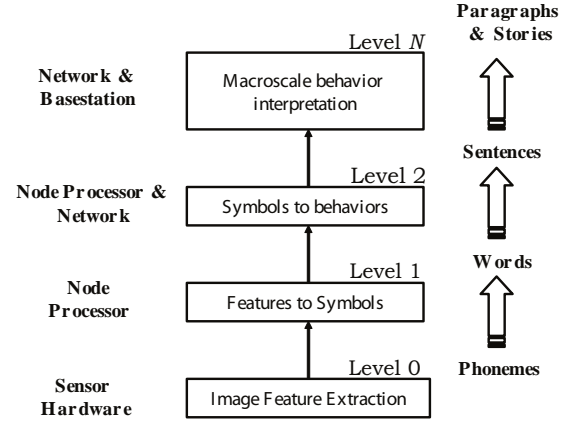 Paragraphs
& Stories
Level N
Network &
Basestation
Macroscale behavior
interpretation
Sentences
Level 2
Node Processor &
Network
Symbols to behaviors
Words
Level 1
Node
Processor
Features to Symbols
Phonemes
Level 0
Sensor
Hardware
Image Feature Extraction